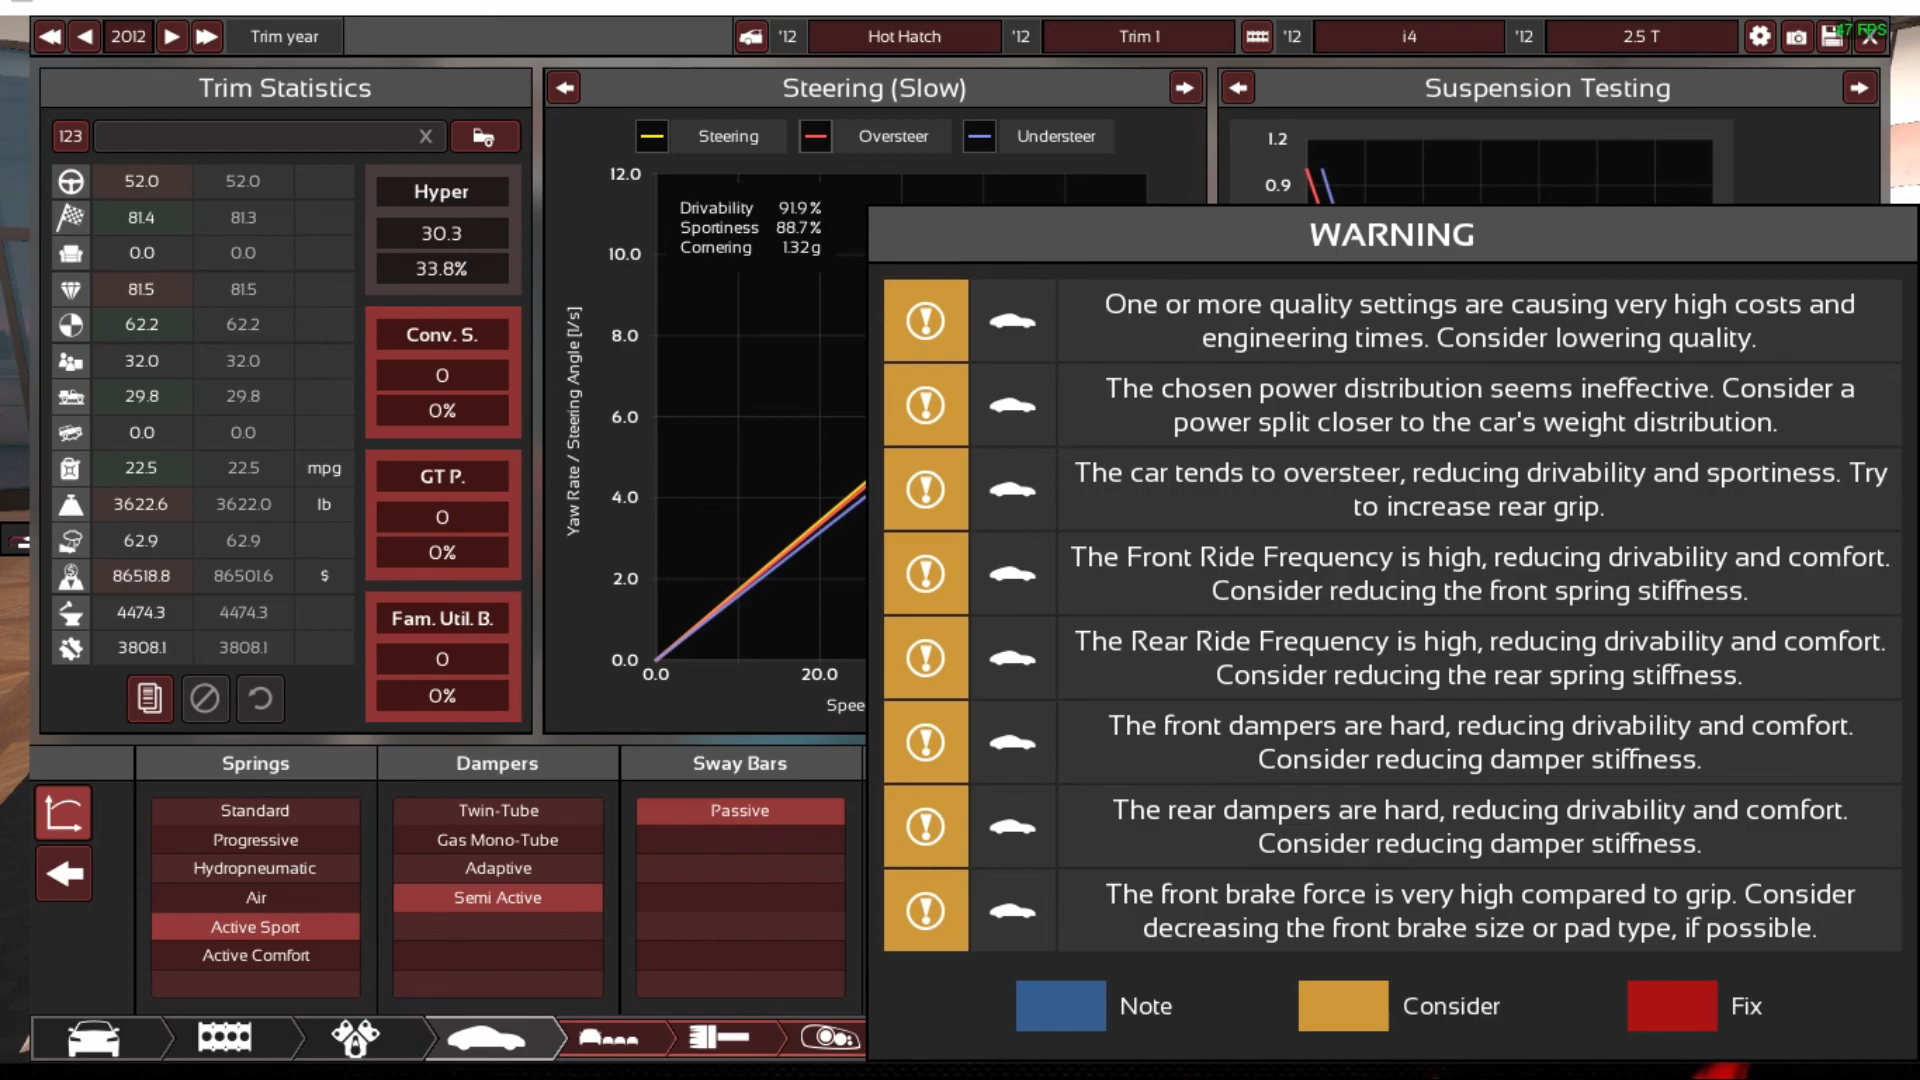 2012
Trim year
'12
Hot Hatch
'12
Trim 1
'12
i4
'12
2.5 T
47 FPS
Trim Statistics
123
X
52.0 52.0
81.4 81.3
0.0 0.0
81.5 81.5
62.2 62.2
32.0 32.0
29.8 29.8
0.0 0.0
22.5 22.5 mpg
3622.6 3622.0 lb
62.9 62.9
86518.8 86501.6 $
4474.3 4474.3
3808.1 3808.1
Hyper
30.3
33.8%
Conv. S.
0
0%
GT P.
0
0%
Fam. Util. B.
0
0%
Steering (Slow)
Steering
Oversteer
Understeer
Drivability 91.9%
Sportiness 88.7%
Cornering 1.32g
12.0
10.0
8.0
6.0
4.0
2.0
0.0
Yaw Rate / Steering Angle [1/s]
0.0
20.0
Spee
Suspension Testing
1.2
0.9
WARNING
One or more quality settings are causing very high costs and
engineering times. Consider lowering quality.
The chosen power distribution seems ineffective. Consider a
power split closer to the car's weight distribution.
The car tends to oversteer, reducing drivability and sportiness. Try
to increase rear grip.
The Front Ride Frequency is high, reducing drivability and comfort.
Consider reducing the front spring stiffness.
The Rear Ride Frequency is high, reducing drivability and comfort.
Consider reducing the rear spring stiffness.
The front dampers are hard, reducing drivability and comfort.
Consider reducing damper stiffness.
The rear dampers are hard, reducing drivability and comfort.
Consider reducing damper stiffness.
The front brake force is very high compared to grip. Consider
decreasing the front brake size or pad type, if possible.
Note
Consider
Fix
Springs
Standard
Progressive
Hydropneumatic
Air
Active Sport
Active Comfort
Dampers
Twin-Tube
Gas Mono-Tube
Adaptive
Semi Active
Sway Bars
Passive